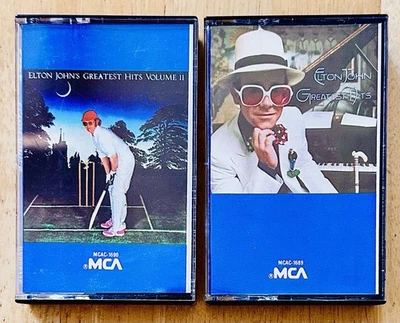 ELTON JOHN'S GREATEST HITS VOLUME II
MCAC-1690
®MCA
ELTON JOHN
GREATEST HITS
MCAC-1689
®MCA